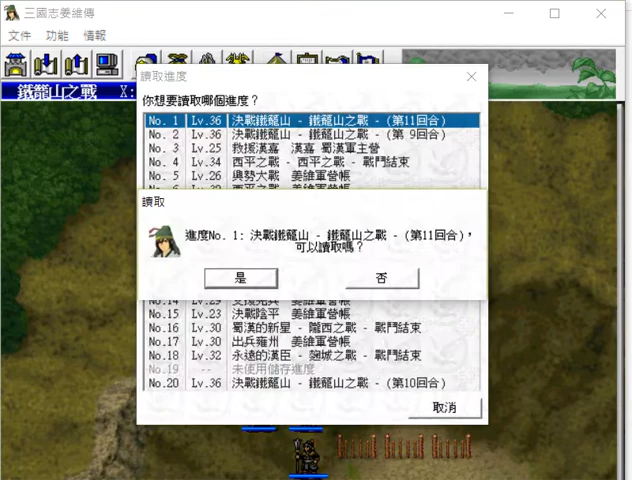 三國志姜維傳
文件 功能 情報
鐵籠山之戰 X:
讀取進度
你想要讀取哪個進度？
No. 1 Lv.36 決戰鐵籠山 - 鐵籠山之戰 - (第11回合)
No. 2 Lv.36 決戰鐵籠山 - 鐵籠山之戰 - (第 9回合)
No. 3 Lv.25 救援漢嘉 漢嘉 蜀漢軍主營
No. 4 Lv.34 西平之戰 - 西平之戰 - 戰鬥結束
No. 5 Lv.26 興勢大戰 姜維軍營帳
讀取
進度No. 1: 決戰鐵籠山 - 鐵籠山之戰 - (第11回合)，
可以讀取嗎？
是 否
No.14 Lv.29 支援羌兵 姜維軍營帳
No.15 Lv.23 決戰陰平 姜維軍營帳
No.16 Lv.30 蜀漢的新星 - 隴西之戰 - 戰鬥結束
No.17 Lv.30 出兵雍州 姜維軍營帳
No.18 Lv.32 永遠的漢臣 - 麴城之戰 - 戰鬥結束
No.19 -- 未使用儲存進度
No.20 Lv.36 決戰鐵籠山 - 鐵籠山之戰 - (第10回合)
取消